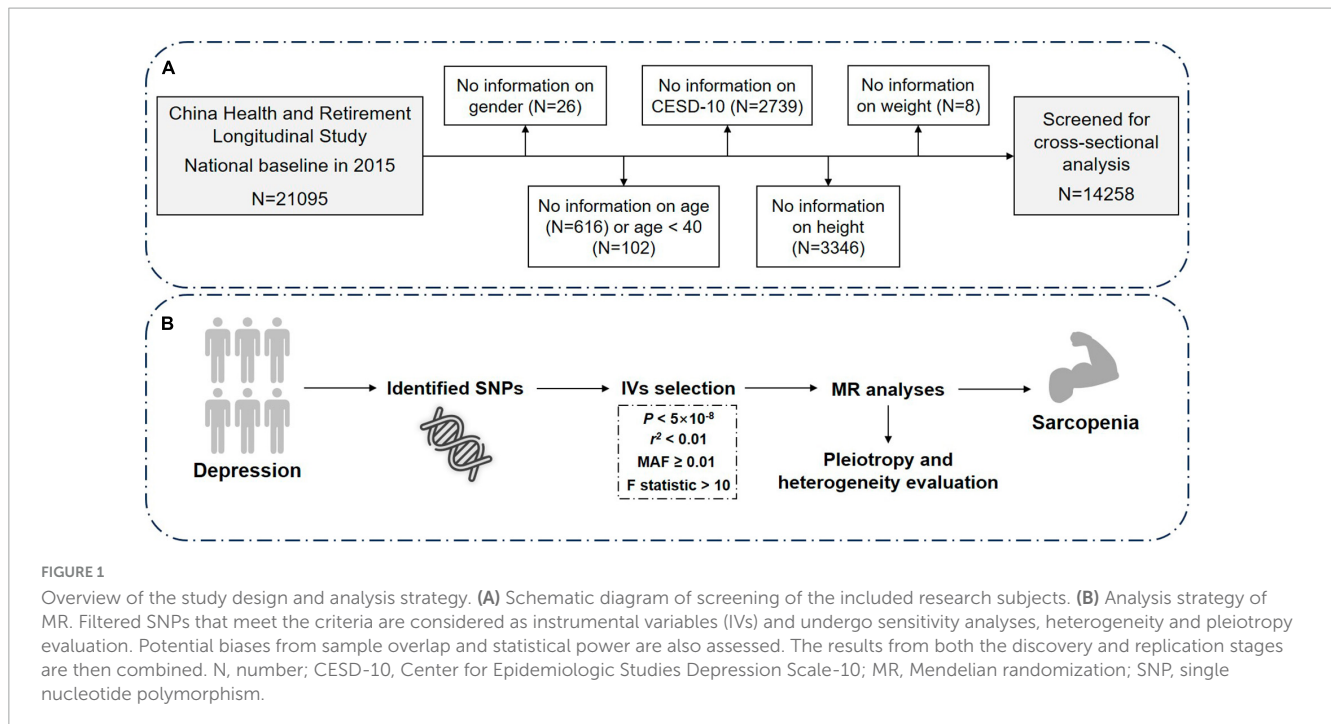 A
China Health and Retirement
Longitudinal Study
National baseline in 2015
N=21095
No information on
gender (N=26)
No information on
CESD-10 (N=2739)
No information
on weight (N=8)
No information on age
(N=616) or age < 40
(N=102)
No information
on height
(N=3346)
Screened for
cross-sectional
analysis
N=14258
B
Depression
Identified SNPs
IVs selection
P < 5×10⁻⁸
r² < 0.01
MAF ≥ 0.01
F statistic > 10
MR analyses
Pleiotropy and
heterogeneity evaluation
Sarcopenia
FIGURE 1
Overview of the study design and analysis strategy. (A) Schematic diagram of screening of the included research subjects. (B) Analysis strategy of
MR. Filtered SNPs that meet the criteria are considered as instrumental variables (IVs) and undergo sensitivity analyses, heterogeneity and pleiotropy
evaluation. Potential biases from sample overlap and statistical power are also assessed. The results from both the discovery and replication stages
are then combined. N, number; CESD-10, Center for Epidemiologic Studies Depression Scale-10; MR, Mendelian randomization; SNP, single
nucleotide polymorphism.